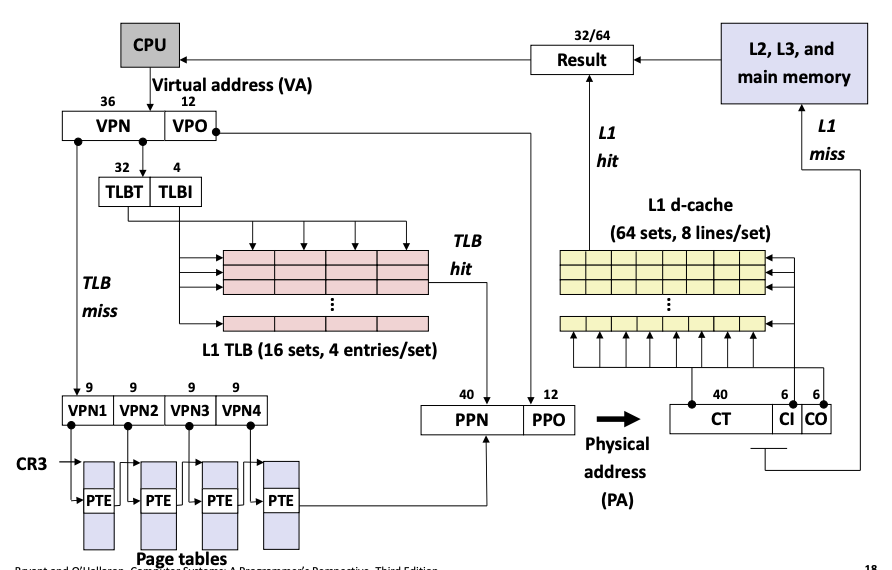 32/64
CPU
Result
L2, L3, and
main memory
Virtual address (VA)
36
12
VPN
VPO
L1
hit
L1
miss
32
4
TLBT
TLBI
L1 d-cache
(64 sets, 8 lines/set)
TLB
hit
TLB
miss
...
...
L1 TLB (16 sets, 4 entries/set)
9
9
9
9
VPN1
VPN2
VPN3
VPN4
40
12
PPN
PPO
40
6
6
CT
CI
CO
Physical
address
(PA)
CR3
PTE
PTE
PTE
PTE
Page tables
Bryant and O'Hallaron, Computer Systems: A Programmer's Perspective, Third Edition
18